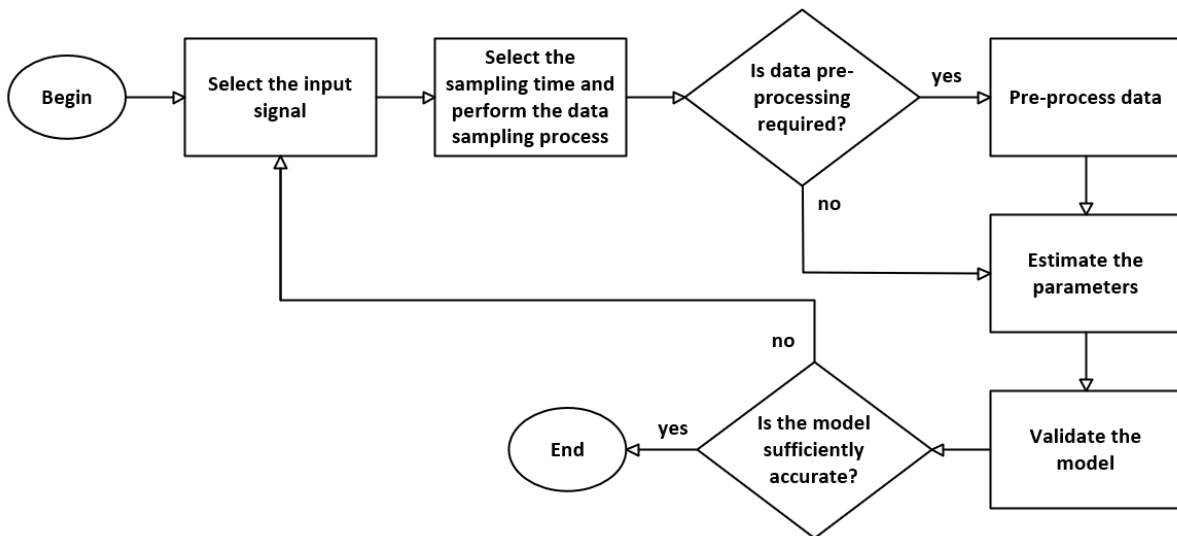 Begin
Select the input
signal
Select the
sampling time and
perform the data
sampling process
Is data pre-
processing
required?
yes
Pre-process data
no
Estimate the
parameters
no
Validate the
model
Is the model
sufficiently
accurate?
yes
End